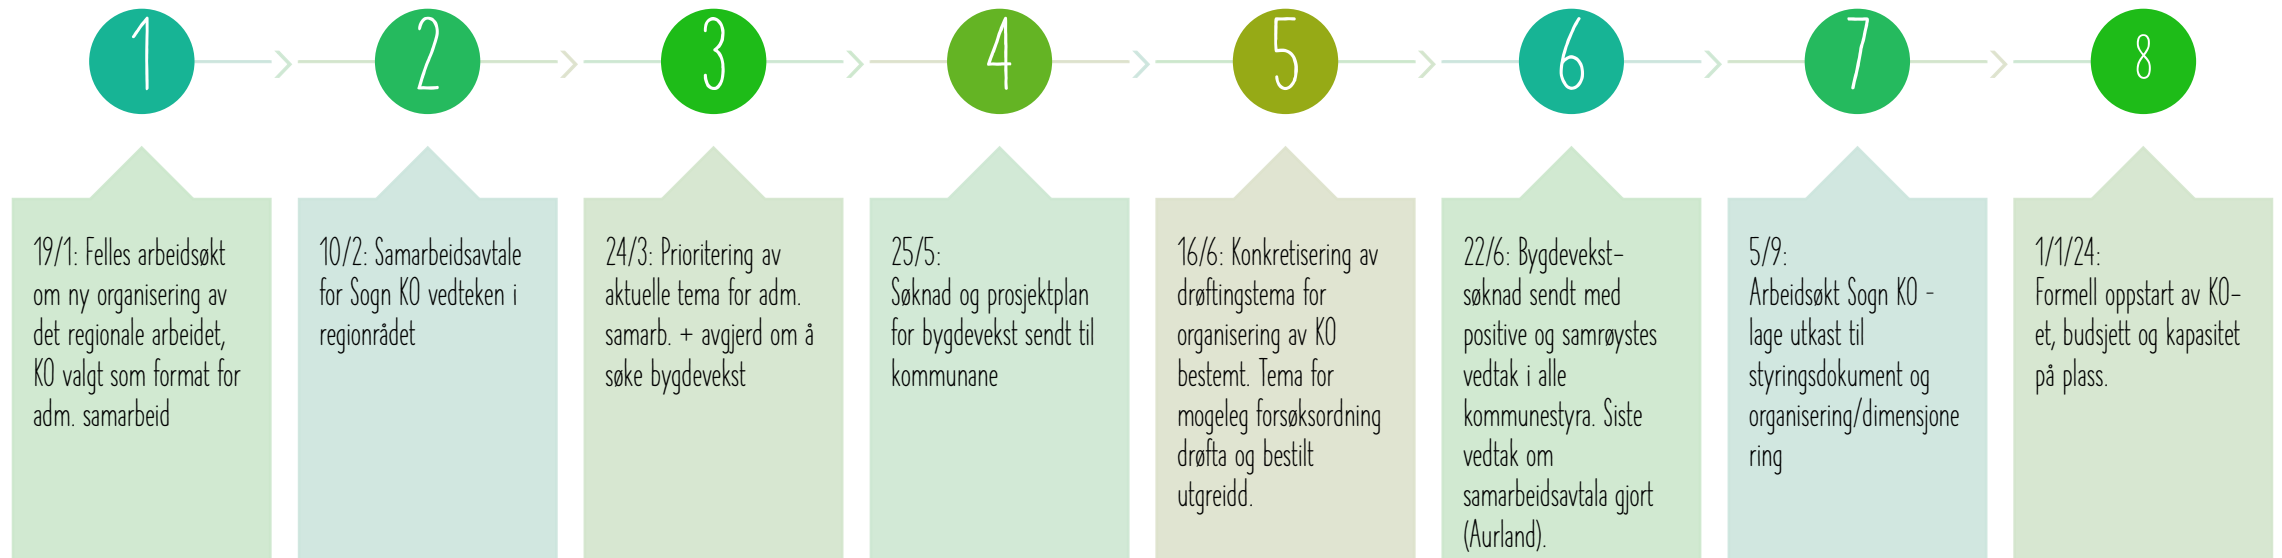 1
2
3
4
5
6
7
8
19/1: Felles arbeidsøkt
om ny organisering av
det regionale arbeidet,
KO valgt som format for
adm. samarbeid
10/2: Samarbeidsavtale
for Sogn KO vedteken i
regionrådet
24/3: Prioritering av
aktuelle tema for adm.
samarb. + avgjerd om å
søke bygdevekst
25/5:
Søknad og prosjektplan
for bygdevekst sendt til
kommunane
16/6: Konkretisering av
drøftingstema for
organisering av KO
bestemt. Tema for
mogeleg forsøksordning
drøfta og bestilt
utgreidd.
22/6: Bygdevekst-
søknad sendt med
positive og samrøystes
vedtak i alle
kommunestyra. Siste
vedtak om
samarbeidsavtala gjort
(Aurland).
5/9:
Arbeidsøkt Sogn KO -
lage utkast til
styringsdokument og
organisering/dimensjone
ring
1/1/24:
Formell oppstart av KO-
et, budsjett og kapasitet
på plass.